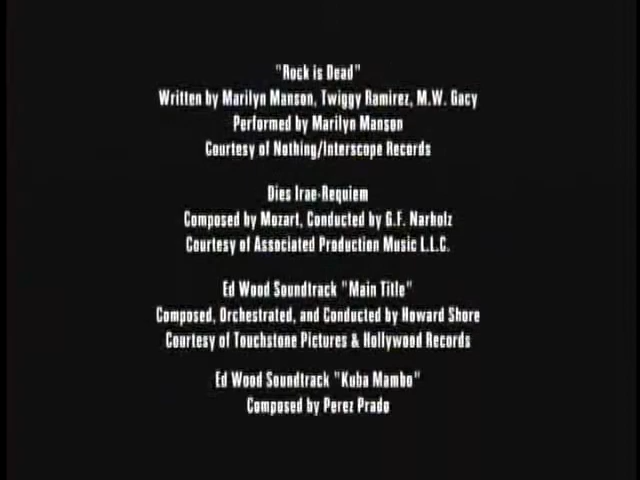 "Rock is Dead"
Written by Marilyn Manson, Twiggy Ramirez, M.W. Gacy
Performed by Marilyn Manson
Courtesy of Nothing/Interscope Records
Dies Irae-Requiem
Composed by Mozart, Conducted by G.F. Narholz
Courtesy of Associated Production Music L.L.C.
Ed Wood Soundtrack "Main Title"
Composed, Orchestrated, and Conducted by Howard Shore
Courtesy of Touchstone Pictures & Hollywood Records
Ed Wood Soundtrack "Kuba Mambo"
Composed by Perez Prado